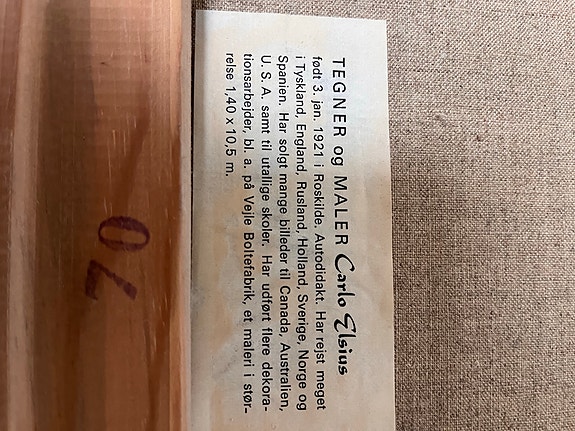 TEGNER og MALER Carlo Elsius
født 3. jan. 1921 i Roskilde. Autodidakt. Har rejst meget
i Tyskland, England, Rusland, Holland, Sverige, Norge og
Spanien. Har solgt mange billeder til Canada, Australien,
U. S. A. samt til utallige skoler. Har udført flere dekora-
tionsarbejder, bl. a. på Vejle Boltefabrik, et maleri i stør-
relse 1,40 x 10,5 m.
70